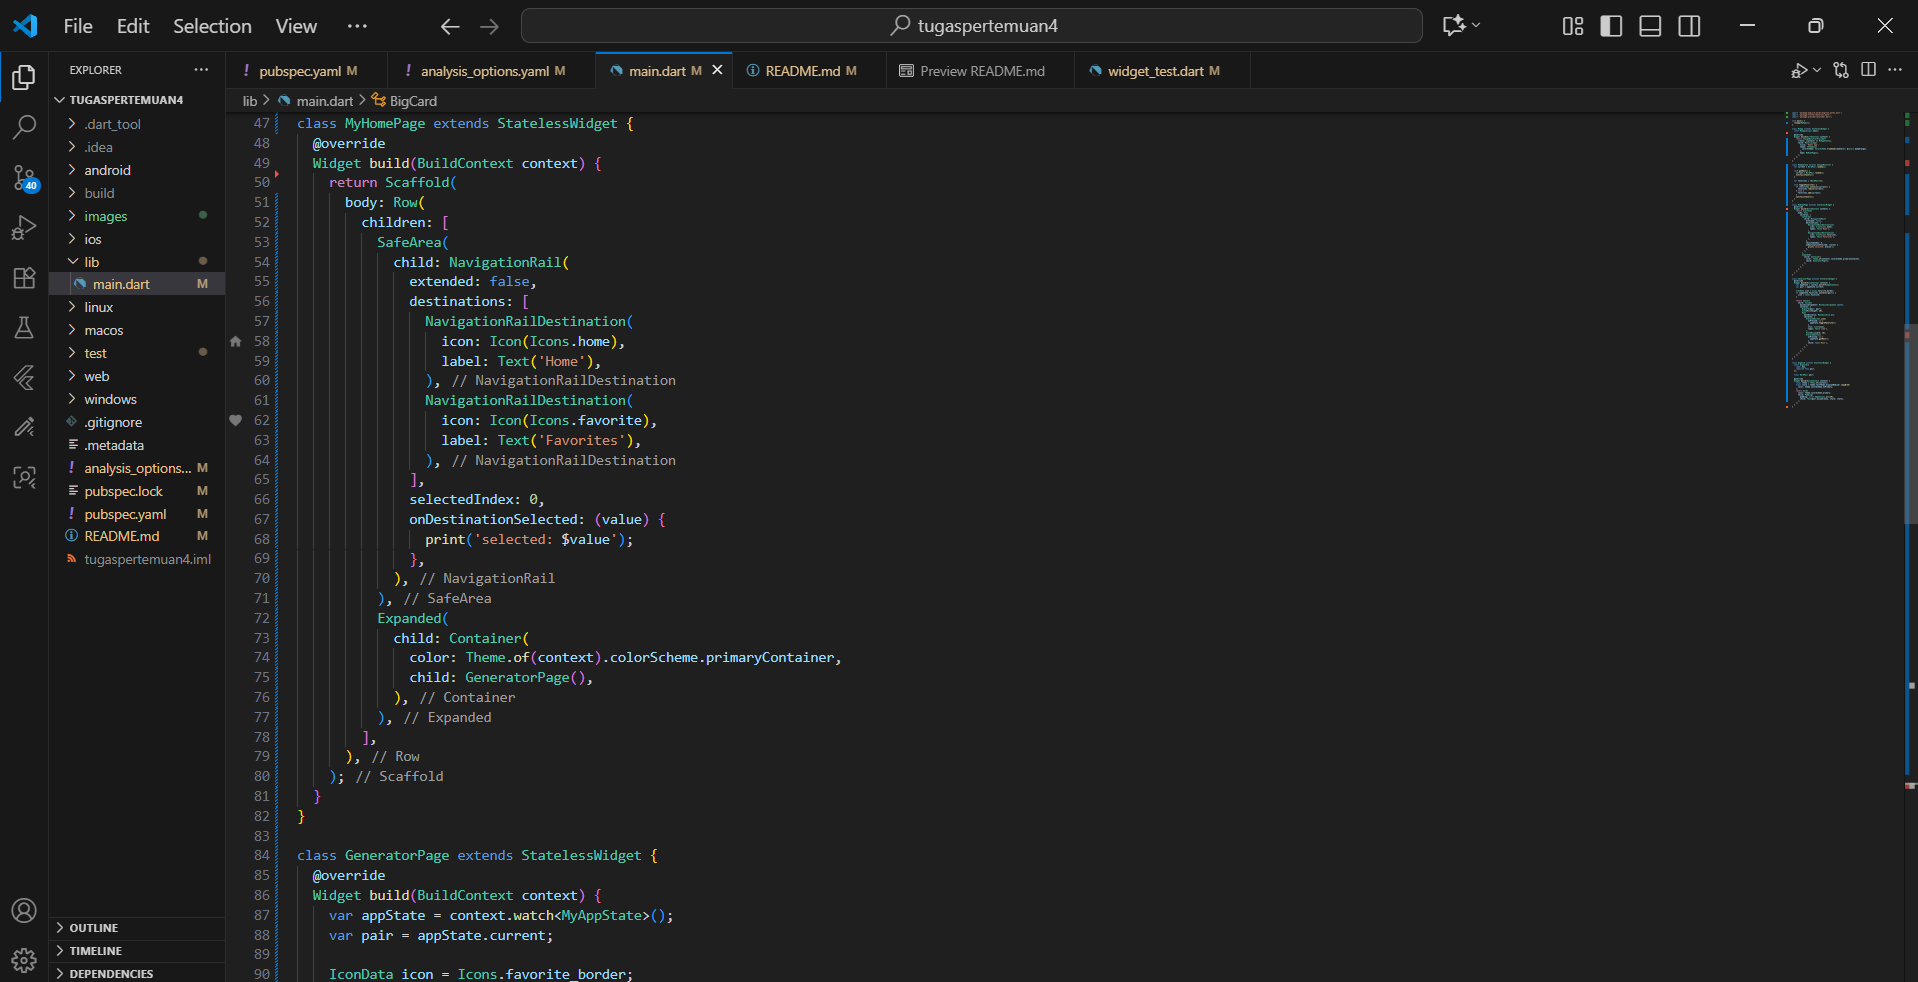 File Edit Selection View ··· tugaspertemuan4
EXPLORER ···
TUGASPERTEMUAN4
.dart_tool
.idea
android
build
images
ios
lib
main.dart M
linux
macos
test
web
windows
.gitignore
.metadata
! analysis_options... M
pubspec.lock M
! pubspec.yaml M
README.md M
tugaspertemuan4.iml
OUTLINE
TIMELINE
DEPENDENCIES
40
! pubspec.yaml M ! analysis_options.yaml M main.dart M README.md M Preview README.md widget_test.dart M
lib > main.dart > BigCard
47 class MyHomePage extends StatelessWidget {
48 @override
49 Widget build(BuildContext context) {
50 return Scaffold(
51 body: Row(
52 children: [
53 SafeArea(
54 child: NavigationRail(
55 extended: false,
56 destinations: [
57 NavigationRailDestination(
58 icon: Icon(Icons.home),
59 label: Text('Home'),
60 ), // NavigationRailDestination
61 NavigationRailDestination(
62 icon: Icon(Icons.favorite),
63 label: Text('Favorites'),
64 ), // NavigationRailDestination
65 ],
66 selectedIndex: 0,
67 onDestinationSelected: (value) {
68 print('selected: $value');
69 },
70 ), // NavigationRail
71 ), // SafeArea
72 Expanded(
73 child: Container(
74 color: Theme.of(context).colorScheme.primaryContainer,
75 child: GeneratorPage(),
76 ), // Container
77 ), // Expanded
78 ],
79 ), // Row
80 ); // Scaffold
81 }
82 }
83
84 class GeneratorPage extends StatelessWidget {
85 @override
86 Widget build(BuildContext context) {
87 var appState = context.watch<MyAppState>();
88 var pair = appState.current;
89
90 IconData icon = Icons.favorite_border;